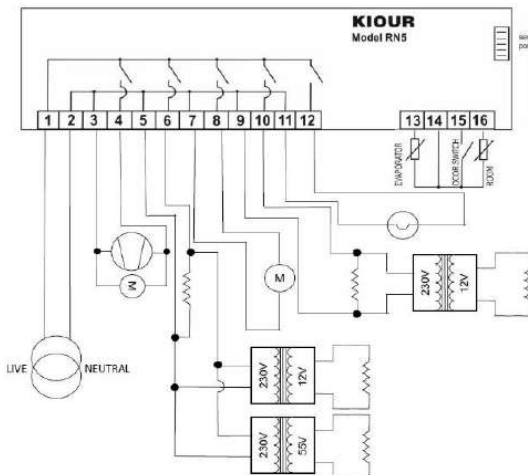 KIOUR
Model RN5
1 2 3 4 5 6 7 8 9 10 11 12
13 14 15 16
EVAPORATOR
DOOR SWITCH
ROOM
M
M
230V
12V
LIVE
NEUTRAL
230V
12V
230V
55V